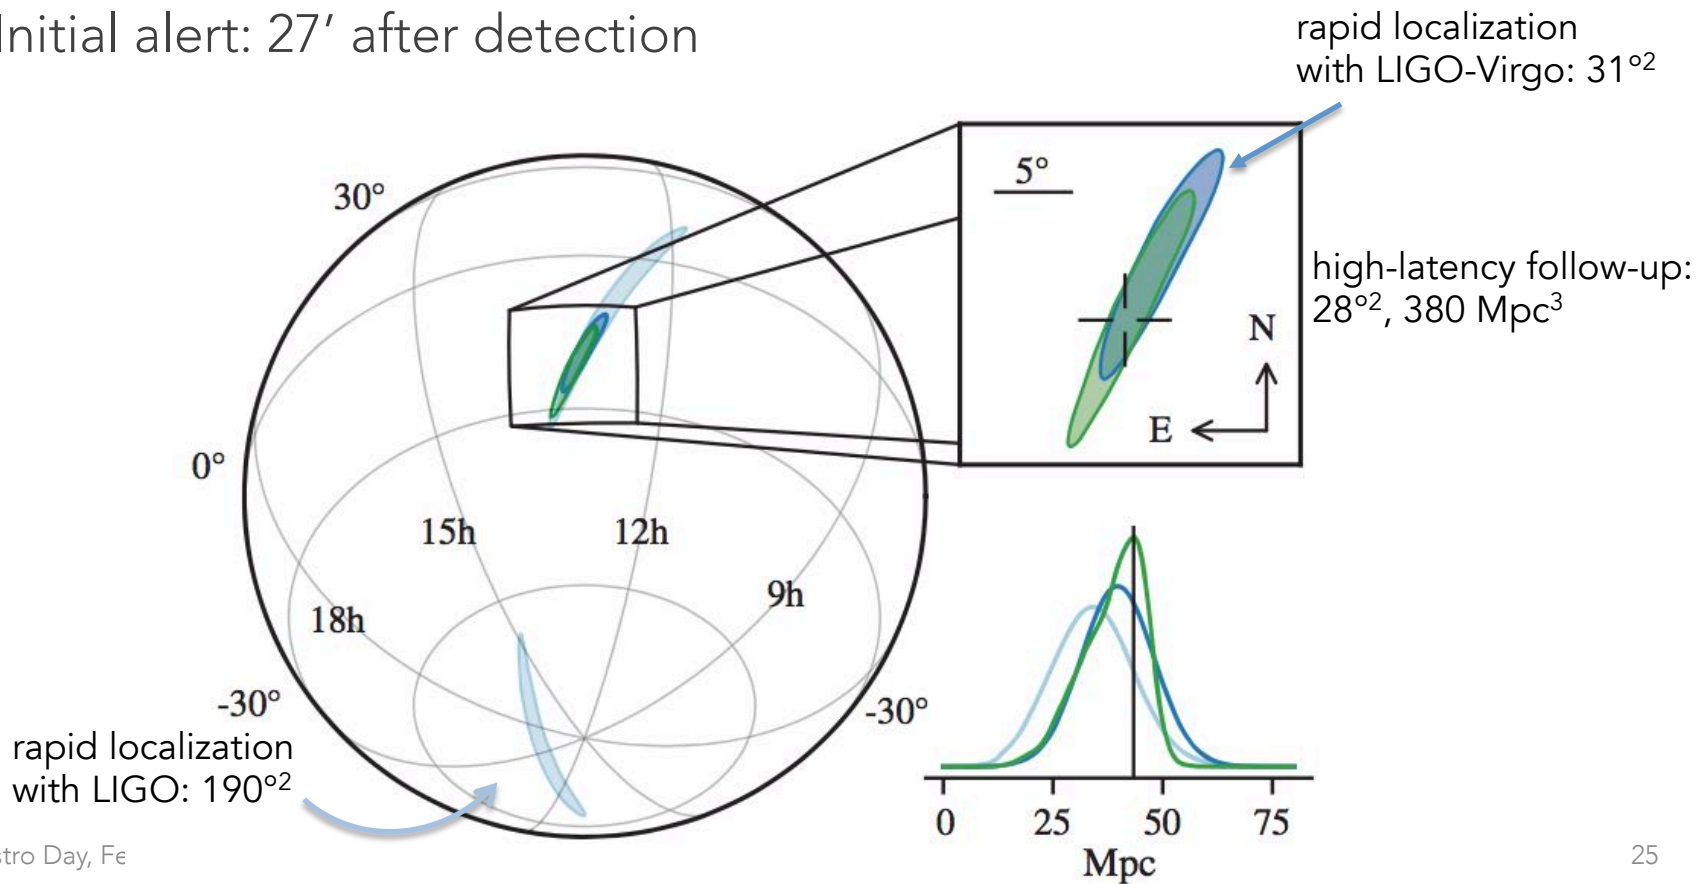 Initial alert: 27’ after detection
rapid localization
with LIGO-Virgo: 31°²
30°
5°
high-latency follow-up:
28°², 380 Mpc³
N
E
0°
15h
12h
9h
18h
-30°
-30°
rapid localization
with LIGO: 190°²
0 25 50 75
Mpc
Day,
25